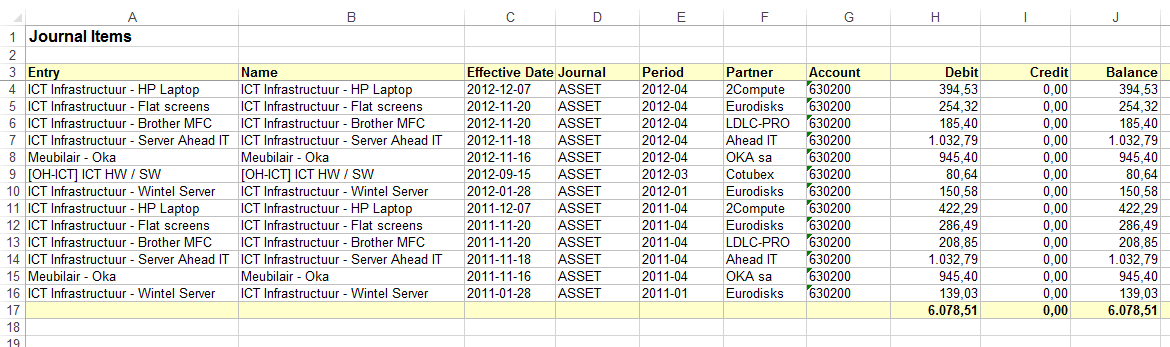 A B C D E F G H I J
1 Journal Items
2
3 Entry Name Effective Date Journal Period Partner Account Debit Credit Balance
4 ICT Infrastructuur - HP Laptop ICT Infrastructuur - HP Laptop 2012-12-07 ASSET 2012-04 2Compute 630200 394,53 0,00 394,53
5 ICT Infrastructuur - Flat screens ICT Infrastructuur - Flat screens 2012-11-20 ASSET 2012-04 Eurodisks 630200 254,32 0,00 254,32
6 ICT Infrastructuur - Brother MFC ICT Infrastructuur - Brother MFC 2012-11-20 ASSET 2012-04 LDLC-PRO 630200 185,40 0,00 185,40
7 ICT Infrastructuur - Server Ahead IT ICT Infrastructuur - Server Ahead IT 2012-11-18 ASSET 2012-04 Ahead IT 630200 1.032,79 0,00 1.032,79
8 Meubilair - Oka Meubilair - Oka 2012-11-16 ASSET 2012-04 OKA sa 630200 945,40 0,00 945,40
9 [OH-ICT] ICT HW / SW [OH-ICT] ICT HW / SW 2012-09-15 ASSET 2012-03 Cotubex 630200 80,64 0,00 80,64
10 ICT Infrastructuur - Wintel Server ICT Infrastructuur - Wintel Server 2012-01-28 ASSET 2012-01 Eurodisks 630200 150,58 0,00 150,58
11 ICT Infrastructuur - HP Laptop ICT Infrastructuur - HP Laptop 2011-12-07 ASSET 2011-04 2Compute 630200 422,29 0,00 422,29
12 ICT Infrastructuur - Flat screens ICT Infrastructuur - Flat screens 2011-11-20 ASSET 2011-04 Eurodisks 630200 286,49 0,00 286,49
13 ICT Infrastructuur - Brother MFC ICT Infrastructuur - Brother MFC 2011-11-20 ASSET 2011-04 LDLC-PRO 630200 208,85 0,00 208,85
14 ICT Infrastructuur - Server Ahead IT ICT Infrastructuur - Server Ahead IT 2011-11-18 ASSET 2011-04 Ahead IT 630200 1.032,79 0,00 1.032,79
15 Meubilair - Oka Meubilair - Oka 2011-11-16 ASSET 2011-04 OKA sa 630200 945,40 0,00 945,40
16 ICT Infrastructuur - Wintel Server ICT Infrastructuur - Wintel Server 2011-01-28 ASSET 2011-01 Eurodisks 630200 139,03 0,00 139,03
17 6.078,51 0,00 6.078,51
18
19